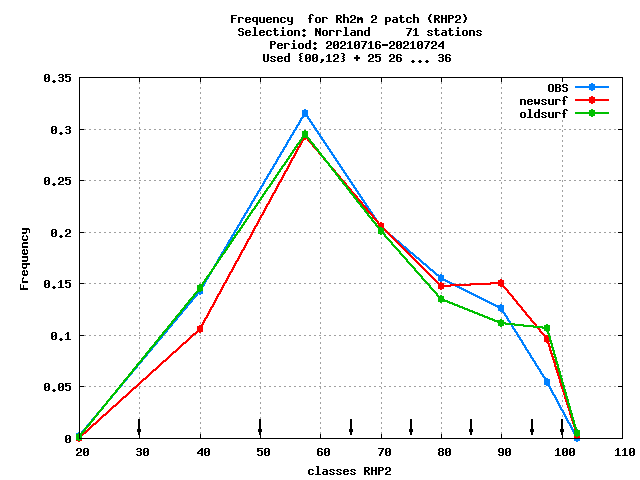 Frequency  for Rh2m 2 patch (RHP2)
Selection: Norrland     71 stations
Period: 20210716-20210724
Used {00,12} + 25 26 ... 36
OBS
newsurf
oldsurf
Frequency
0.35
0.3
0.25
0.2
0.15
0.1
0.05
0
20 30 40 50 60 70 80 90 100 110
classes RHP2